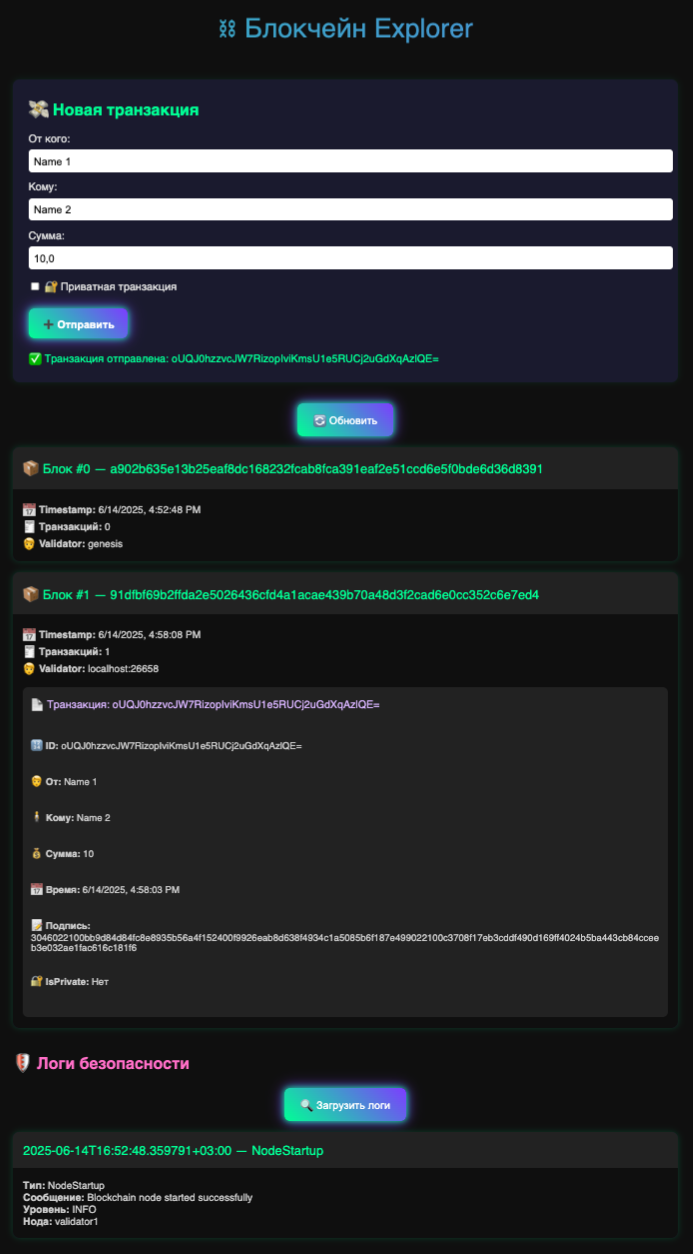 ⛓ Блокчейн Explorer
💸 Новая транзакция
От кого:
Name 1
Кому:
Name 2
Сумма:
10,0
🔐 Приватная транзакция
➕ Отправить
✅ Транзакция отправлена: oUQJ0hzzvcJW7RizopIviKmsU1e5RUCj2uGdXqAzIQE=
🔄 Обновить
📦 Блок #0 — a902b635e13b25eaf8dc168232fcab8fca391eaf2e51ccd6e5f0bde6d36d8391
📅 Timestamp: 6/14/2025, 4:52:48 PM
🧾 Транзакций: 0
👨 Validator: genesis
📦 Блок #1 — 91dfbf69b2ffda2e5026436cfd4a1acae439b70a48d3f2cad6e0cc352c6e7ed4
📅 Timestamp: 6/14/2025, 4:58:08 PM
🧾 Транзакций: 1
👨 Validator: localhost:26658
📄 Транзакция: oUQJ0hzzvcJW7RizopIviKmsU1e5RUCj2uGdXqAzIQE=
🔢 ID: oUQJ0hzzvcJW7RizopIviKmsU1e5RUCj2uGdXqAzIQE=
👨 От: Name 1
🧍 Кому: Name 2
💰 Сумма: 10
📅 Время: 6/14/2025, 4:58:03 PM
📝 Подпись:
3046022100bb9d84d84fc8e8935b56a4f152400f9926eab8d638f4934c1a5085b6f187e499022100c3708f17eb3cddf490d169ff4024b5ba443cb84ccee
b3e032ae1fac616c181f6
🔐 IsPrivate: Нет
🛡 Логи безопасности
🔍 Загрузить логи
2025-06-14T16:52:48.359791+03:00 — NodeStartup
Тип: NodeStartup
Сообщение: Blockchain node started successfully
Уровень: INFO
Нода: validator1